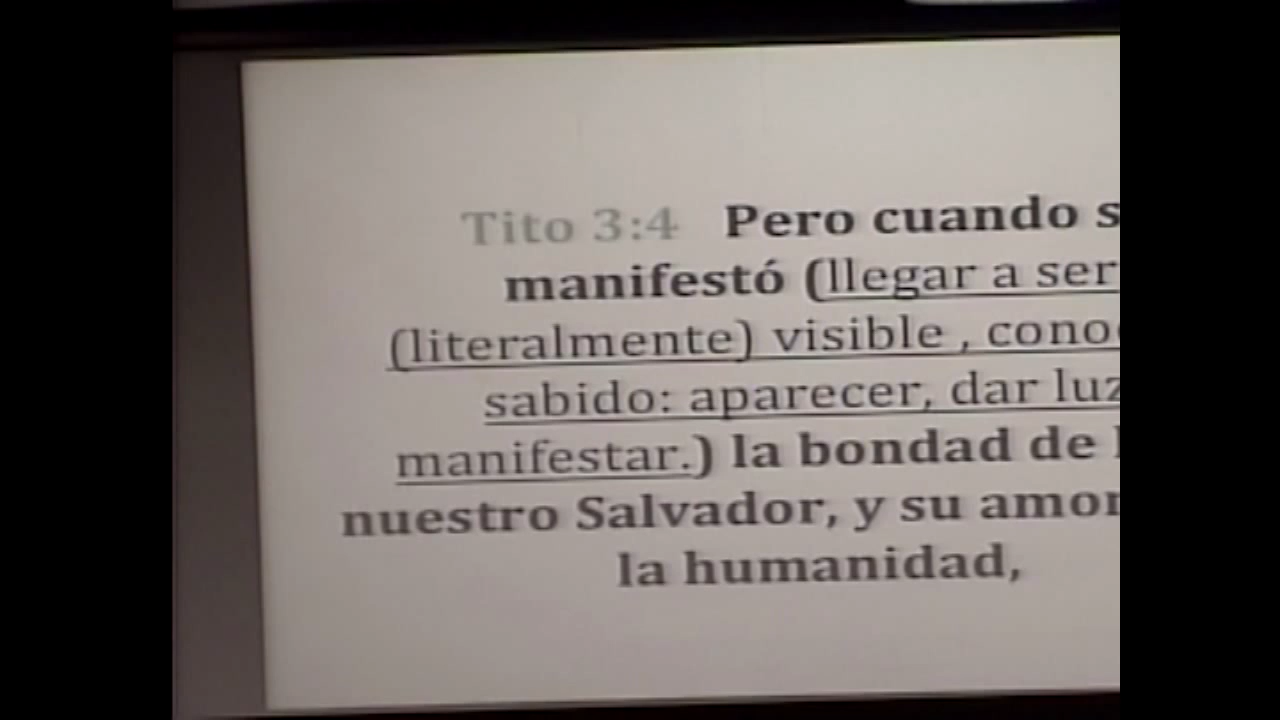 Tito 3:4 Pero cuando s
manifestó (llegar a ser
(literalmente) visible , cono
sabido: aparecer, dar luz
manifestar.) la bondad de
nuestro Salvador, y su amor
la humanidad,